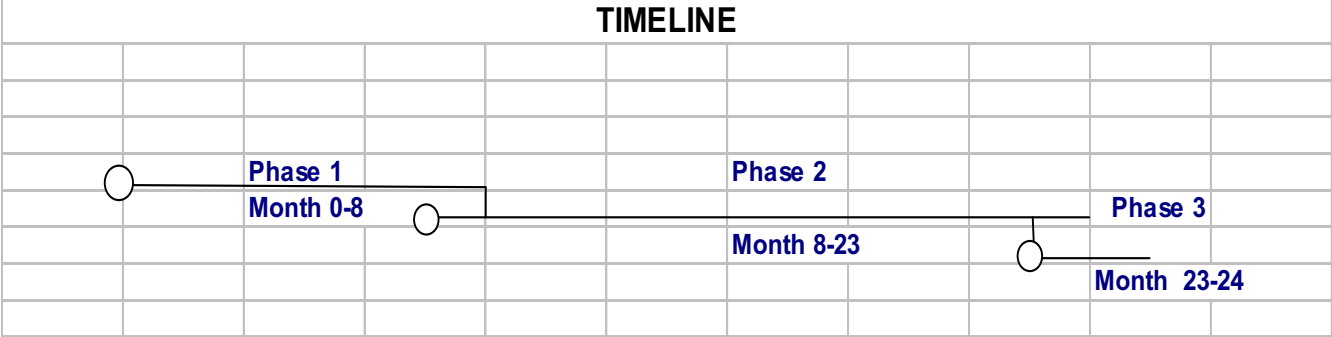 TIMELINE
Phase 1
Month 0-8
Phase 2
Month 8-23
Phase 3
Month 23-24